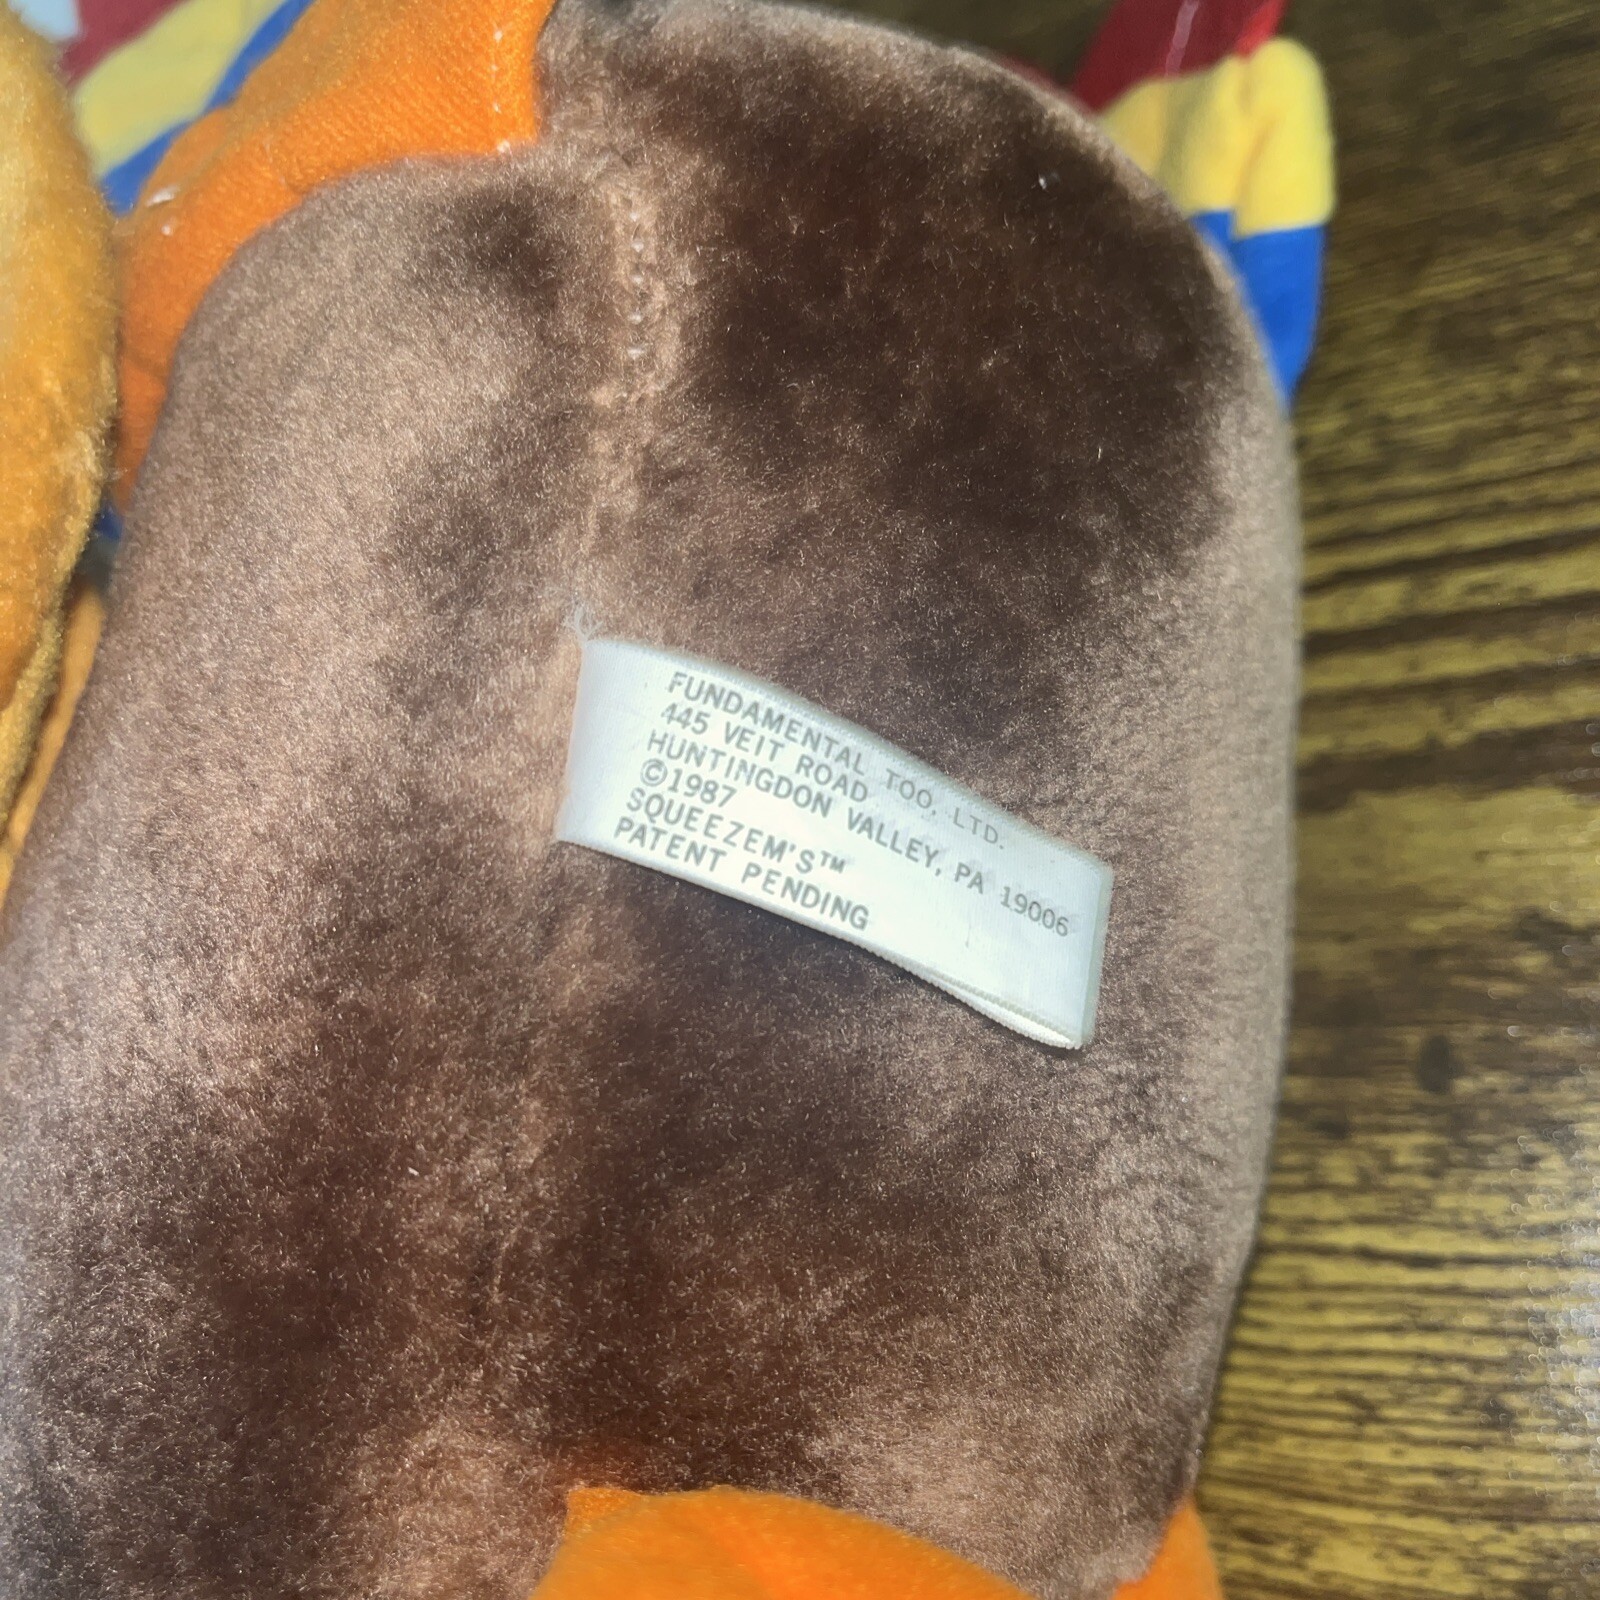 FUNDAMENTAL TOO, LTD.
445 VEIT ROAD
HUNTINGDON VALLEY, PA 19006
©1987
SQUEEZEM'S™
PATENT PENDING